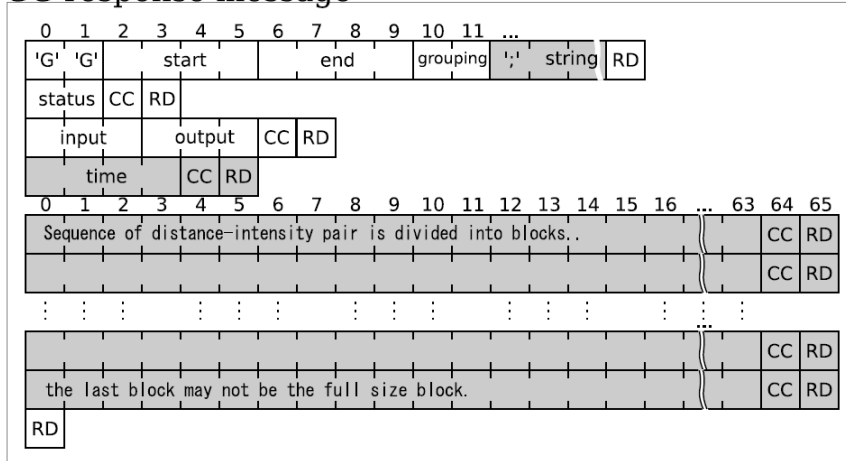 GG response message
0 1 2 3 4 5 6 7 8 9 10 11 ...
'G' 'G' start end grouping ';' string RD
status CC RD
input output CC RD
time CC RD
0 1 2 3 4 5 6 7 8 9 10 11 12 13 14 15 16 ... 63 64 65
Sequence of distance-intensity pair is divided into blocks.. CC RD
CC RD
...
CC RD
the last block may not be the full size block. CC RD
RD